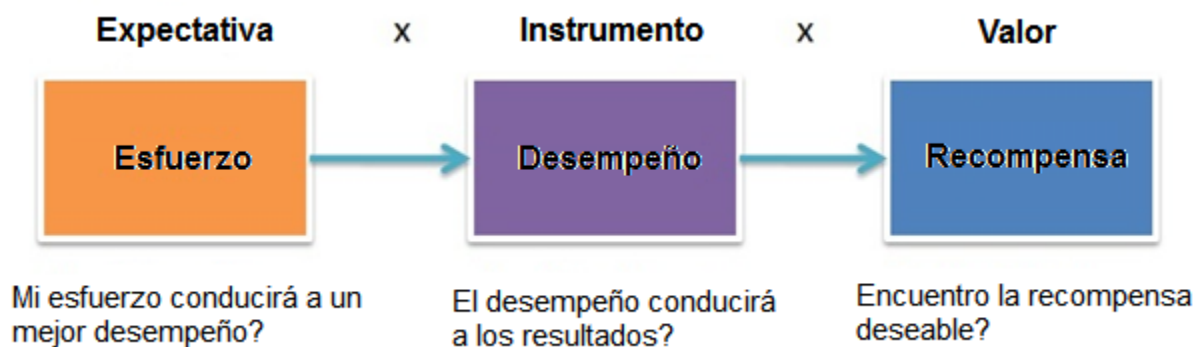 Expectativa x Instrumento x Valor
Esfuerzo
Desempeño
Recompensa
Mi esfuerzo conducirá a un
mejor desempeño?
El desempeño conducirá
a los resultados?
Encuentro la recompensa
deseable?